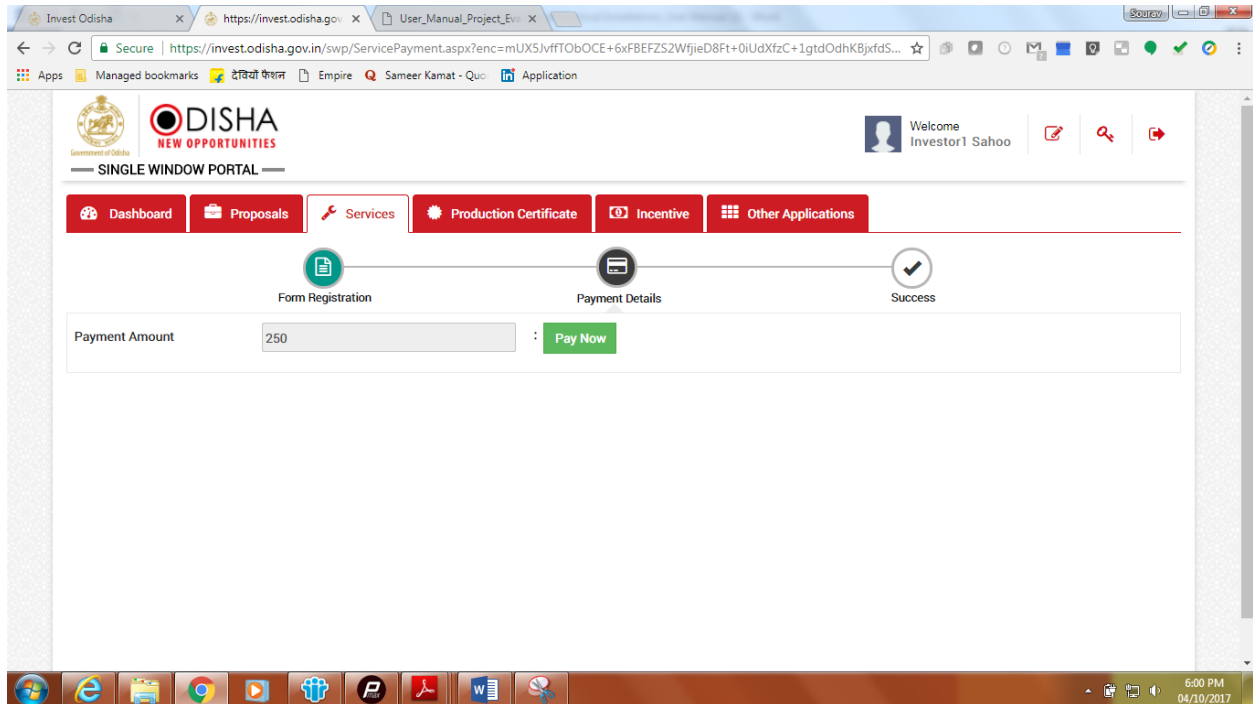 Invest Odisha
https://invest.odisha.gov
User_Manual_Project_Eva
Sourav
Secure | https://invest.odisha.gov.in/swp/ServicePayment.aspx?enc=mUX5JvffTObOCE+6xFBEFZS2WfjieD8Ft+0iUdXfzC+1gtdOdhKBjxfdS...
Apps Managed bookmarks देवियों फैशन Empire Sameer Kamat - Quo Application
Government of Odisha
ODISHA
NEW OPPORTUNITIES
SINGLE WINDOW PORTAL
Welcome
Investor1 Sahoo
Dashboard Proposals Services Production Certificate Incentive Other Applications
Form Registration Payment Details Success
Payment Amount 250 : Pay Now
6:00 PM
04/10/2017